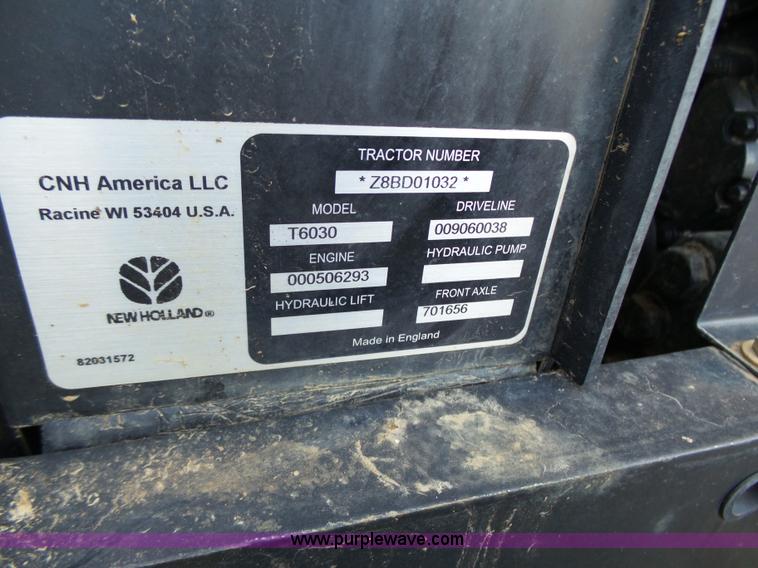 CNH America LLC
Racine WI 53404 U.S.A.
NEW HOLLAND ®
82031572
TRACTOR NUMBER
* Z8BD01032 *
MODEL DRIVELINE
T6030 009060038
ENGINE HYDRAULIC PUMP
000506293
HYDRAULIC LIFT FRONT AXLE
701656
Made in England
www.purplewave.com